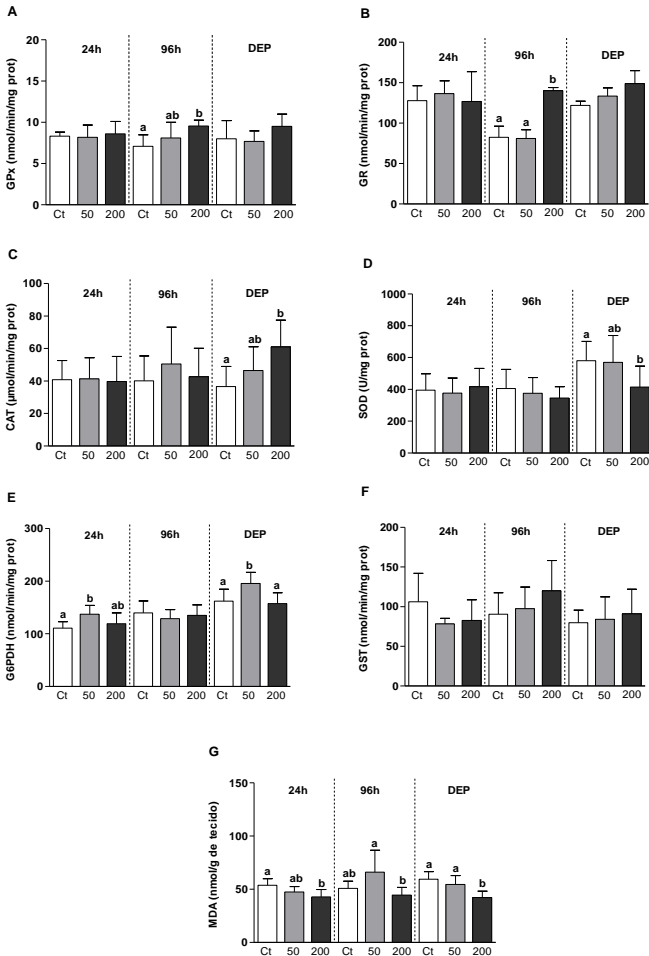 A
GPx (nmol/min/mg prot)
20
15
10
5
0
24h
96h
DEP
a
ab
b
Ct 50 200 Ct 50 200 Ct 50 200
B
GR (nmol/min/mg prot)
200
150
100
50
0
24h
96h
DEP
a
a
b
Ct 50 200 Ct 50 200 Ct 50 200
C
CAT (µmol/min/mg prot)
100
80
60
40
20
0
24h
96h
DEP
a
ab
b
Ct 50 200 Ct 50 200 Ct 50 200
D
SOD (U/mg prot)
1000
800
600
400
200
0
24h
96h
DEP
a
ab
b
Ct 50 200 Ct 50 200 Ct 50 200
E
G6PDH (nmol/min/mg prot)
300
200
100
0
24h
96h
DEP
a
b
ab
a
b
a
Ct 50 200 Ct 50 200 Ct 50 200
F
GST (nmol/min/mg prot)
200
150
100
50
0
24h
96h
DEP
Ct 50 200 Ct 50 200 Ct 50 200
G
MDA (nmol/g de tecido)
150
100
50
0
24h
96h
DEP
a
ab
b
ab
a
b
a
a
b
Ct 50 200 Ct 50 200 Ct 50 200